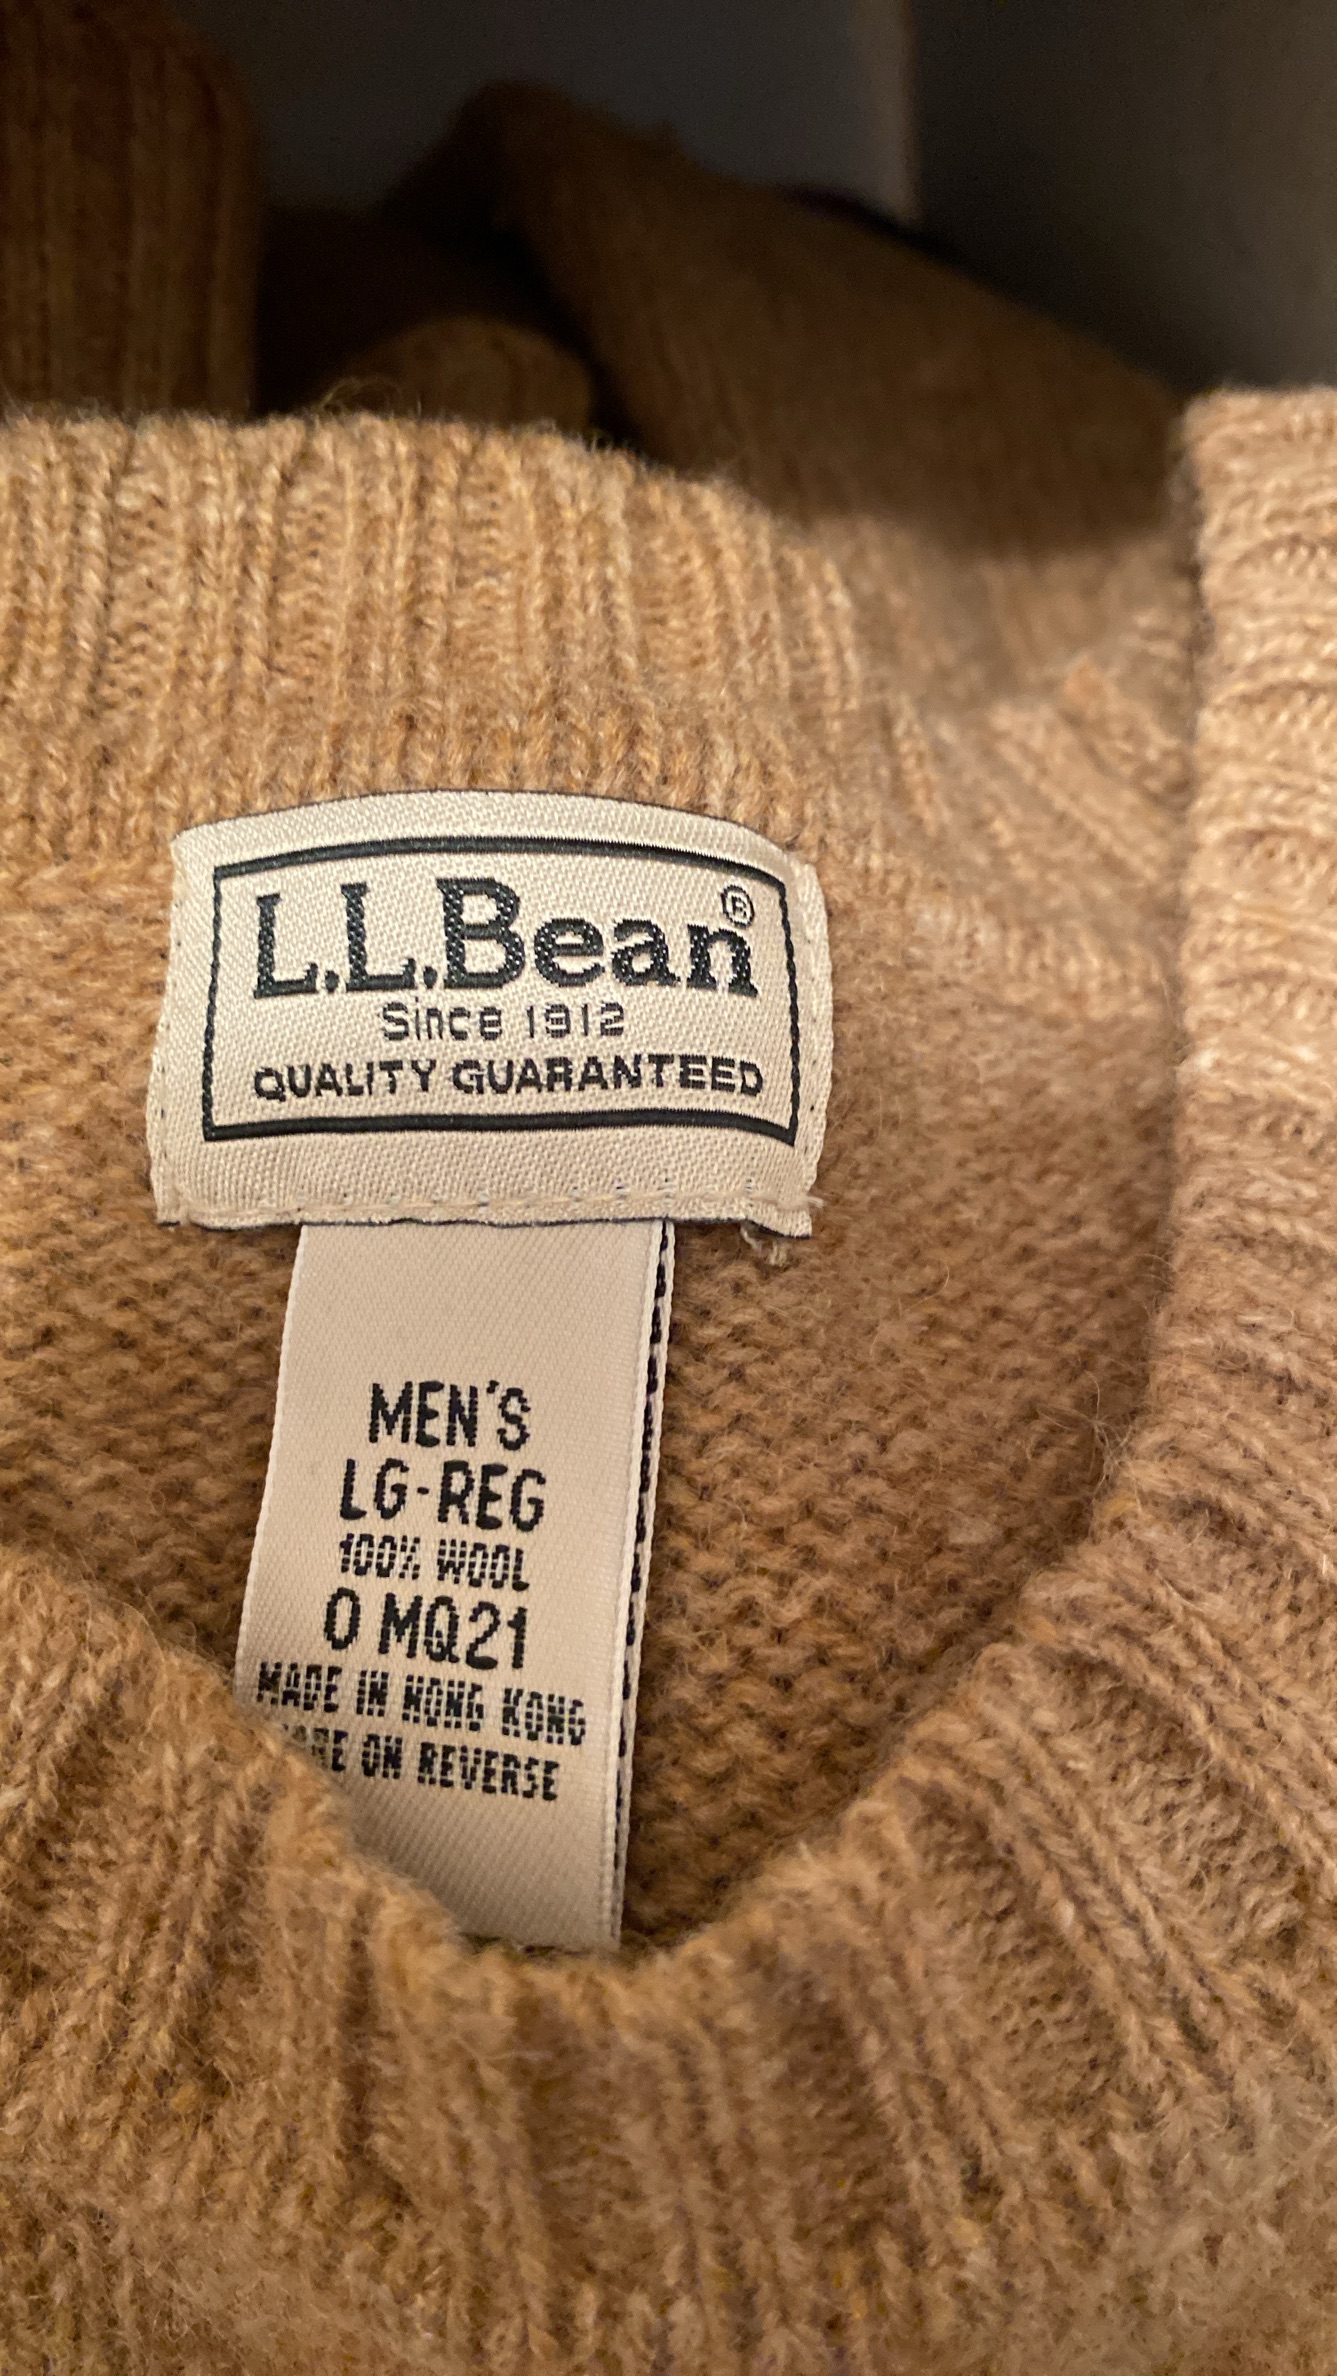 L.L.Bean®
Since 1912
QUALITY GUARANTEED
MEN'S
LG-REG
100% WOOL
0 MQ21
MADE IN HONG KONG
ON REVERSE